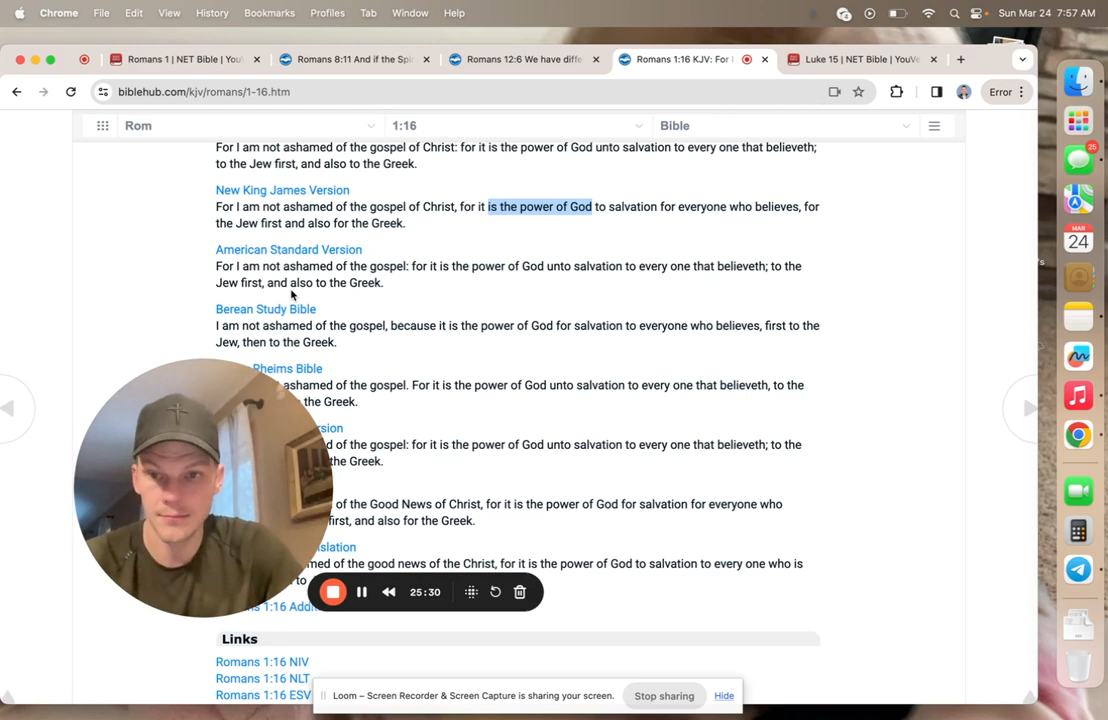 Chrome File Edit View History Bookmarks Profiles Tab Window Help Sun Mar 24 7:57 AM
Romans 1 | NET Bible | You Romans 8:11 And if the Spi Romans 12:6 We have diffe Romans 1:16 KJV: For Luke 15 | NET Bible | YouVe
biblehub.com/kjv/romans/1-16.htm Error
Rom 1:16 Bible
For I am not ashamed of the gospel of Christ: for it is the power of God unto salvation to every one that believeth;
to the Jew first, and also to the Greek.
New King James Version
For I am not ashamed of the gospel of Christ, for it is the power of God to salvation for everyone who believes, for
the Jew first and also for the Greek.
American Standard Version
For I am not ashamed of the gospel: for it is the power of God unto salvation to every one that believeth; to the
Jew first, and also to the Greek.
Berean Study Bible
I am not ashamed of the gospel, because it is the power of God for salvation to everyone who believes, first to the
Jew, then to the Greek.
Rheims Bible
ashamed of the gospel. For it is the power of God unto salvation to every one that believeth, to the
the Greek.
rsion
d of the gospel: for it is the power of God unto salvation to every one that believeth; to the
the Greek.
of the Good News of Christ, for it is the power of God for salvation for everyone who
first, and also for the Greek.
nslation
med of the good news of the Christ, for it is the power of God to salvation to every one who is
to
1:16 Addi
25:30
Links
Romans 1:16 NIV
Romans 1:16 NLT
Romans 1:16 ESV
Loom – Screen Recorder & Screen Capture is sharing your screen. Stop sharing Hide
25
MAR
24